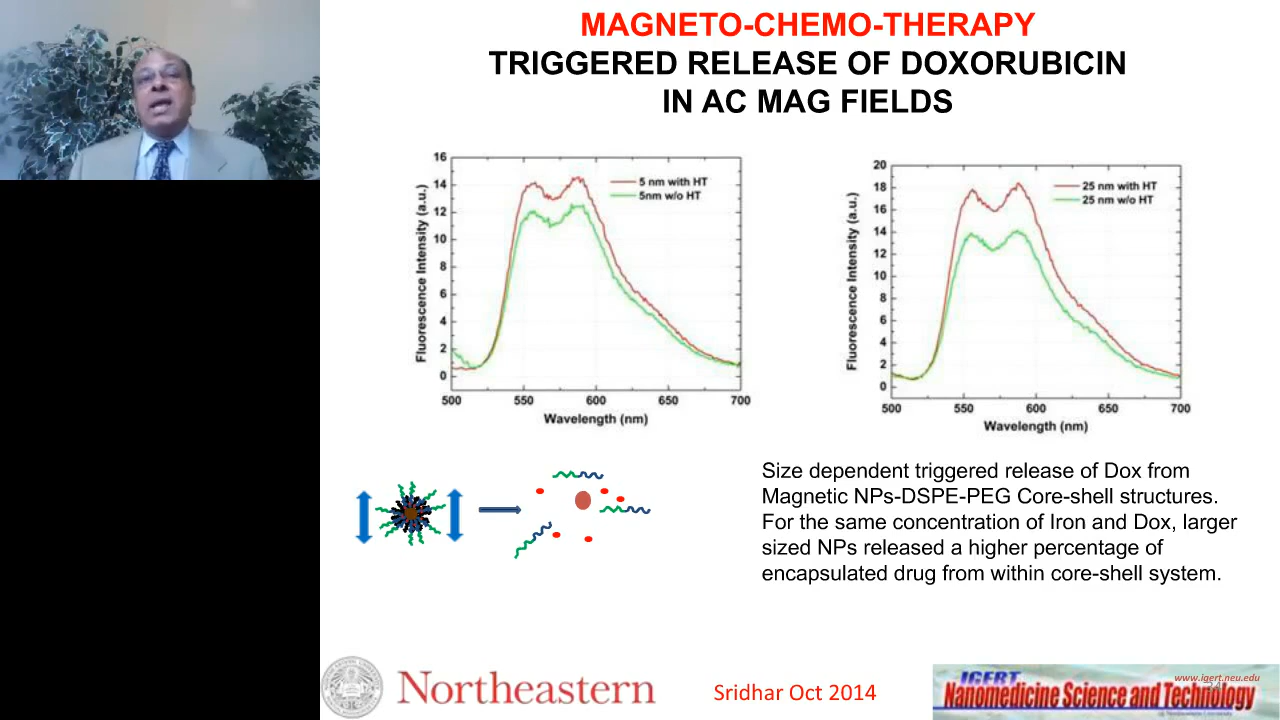 MAGNETO-CHEMO-THERAPY
TRIGGERED RELEASE OF DOXORUBICIN
IN AC MAG FIELDS
16
14
12
10
8
6
4
2
0
Fluorescence Intensity (a.u.)
5 nm with HT
5nm w/o HT
500
550
600
650
700
Wavelength (nm)
20
18
16
14
12
10
8
6
4
2
0
Fluorescence Intensity (a.u.)
25 nm with HT
25 nm w/o HT
500
550
600
650
700
Wavelength (nm)
Size dependent triggered release of Dox from
Magnetic NPs-DSPE-PEG Core-shell structures.
For the same concentration of Iron and Dox, larger
sized NPs released a higher percentage of
encapsulated drug from within core-shell system.
Northeastern
Sridhar Oct 2014
www.igert.neu.edu
IGERT
Nanomedicine Science and Technology